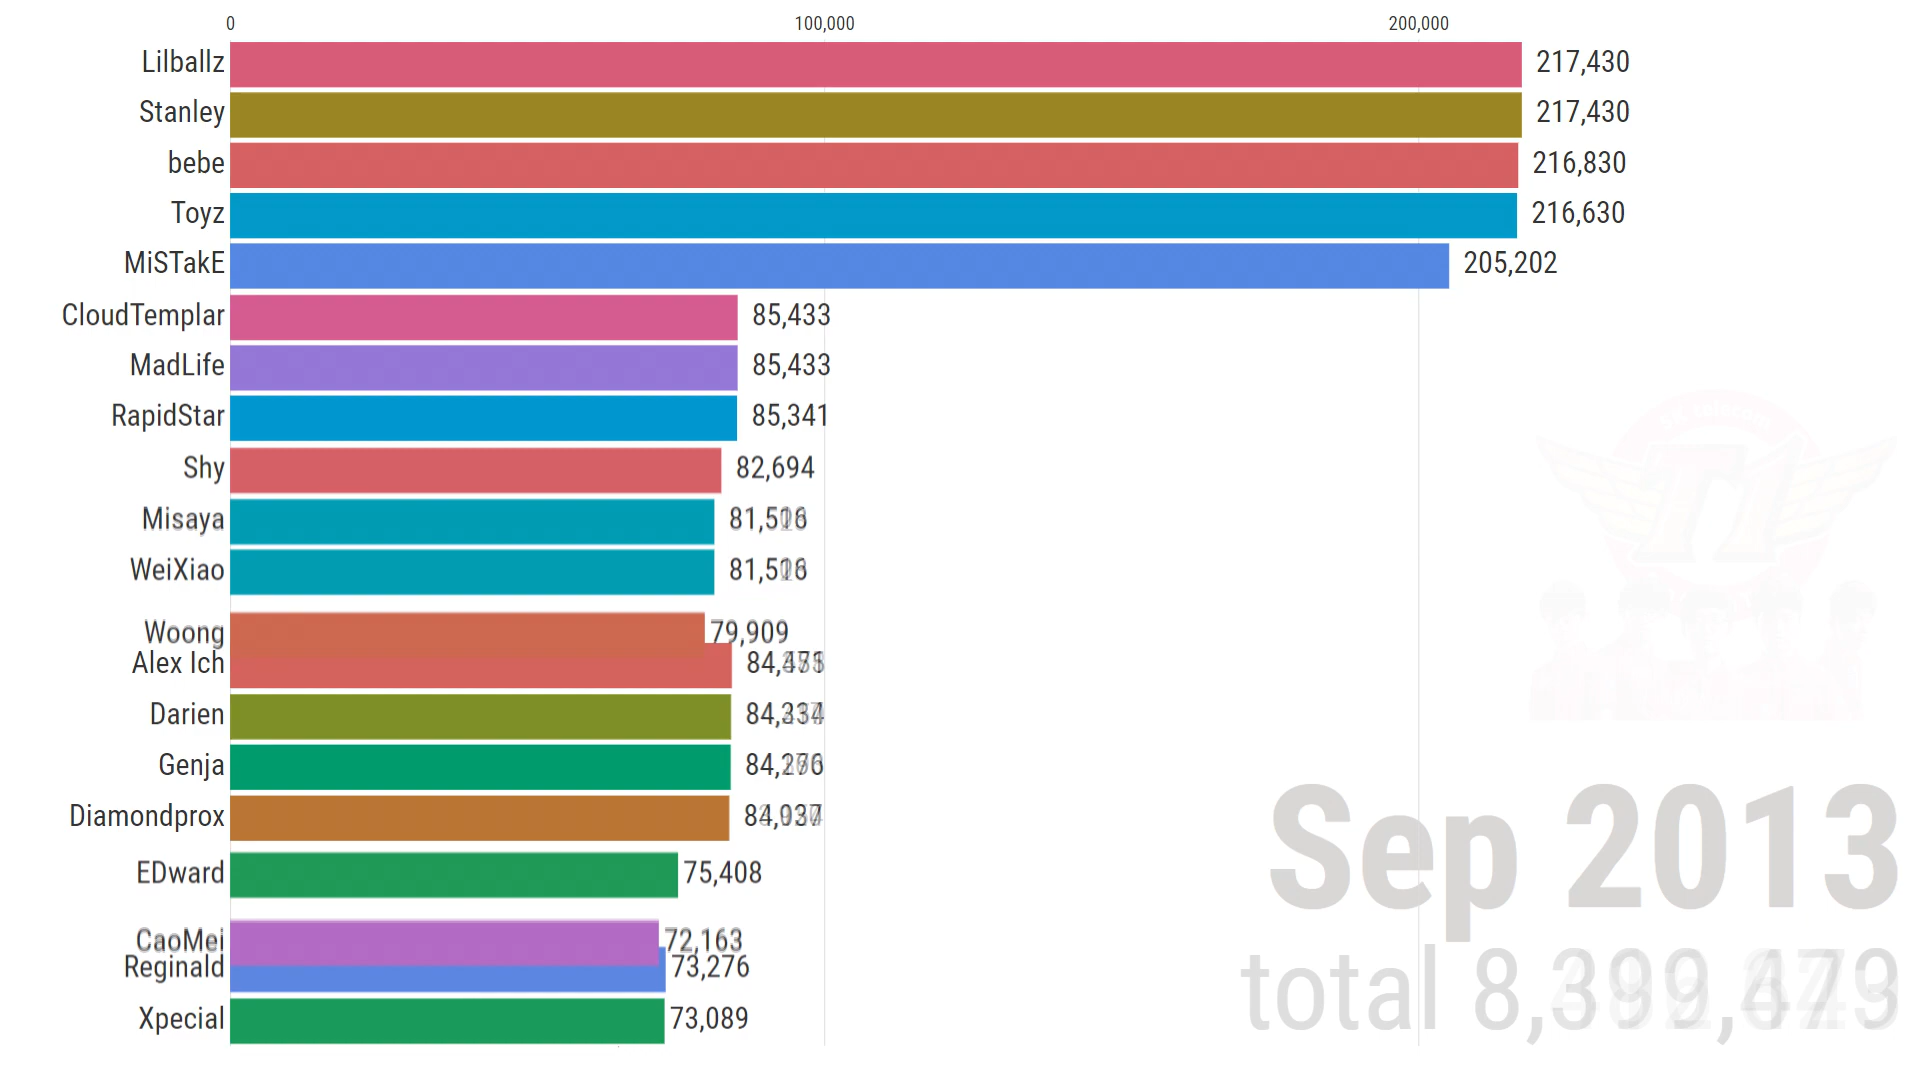 0 100,000 200,000
Lilballz 217,430
Stanley 217,430
bebe 216,830
Toyz 216,630
MiSTakE 205,202
CloudTemplar 85,433
MadLife 85,433
RapidStar 85,341
Shy 82,694
Misaya
WeiXiao
Woong 79,909
Alex Ich
Darien
Genja
Diamondprox
EDward 75,408
CaoMei 72,163
Reginald 73,276
Xpecial 73,089
Sep 2013
total